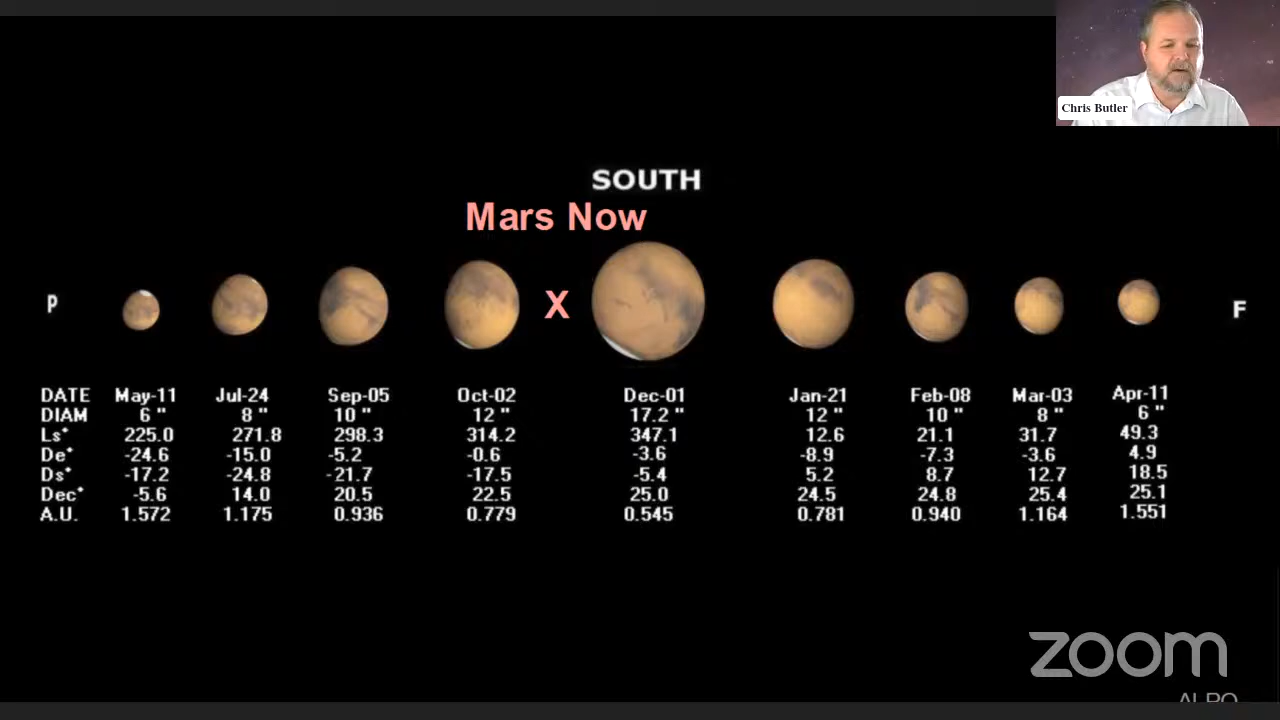 Chris Butler
SOUTH
Mars Now
P
X
F
DATE May-11 Jul-24 Sep-05 Oct-02 Dec-01 Jan-21 Feb-08 Mar-03 Apr-11
DIAM 6 " 8 " 10 " 12 " 17.2 " 12 " 10 " 8 " 6 "
Ls° 225.0 271.8 298.3 314.2 347.1 12.6 21.1 31.7 49.3
De° -24.6 -15.0 -5.2 -0.6 -3.6 -8.9 -7.3 -3.6 4.9
Ds° -17.2 -24.8 -21.7 -17.5 -5.4 5.2 8.7 12.7 18.5
Dec° -5.6 14.0 20.5 22.5 25.0 24.5 24.8 25.4 25.1
A.U. 1.572 1.175 0.936 0.779 0.545 0.781 0.940 1.164 1.551
zoom
ALPO